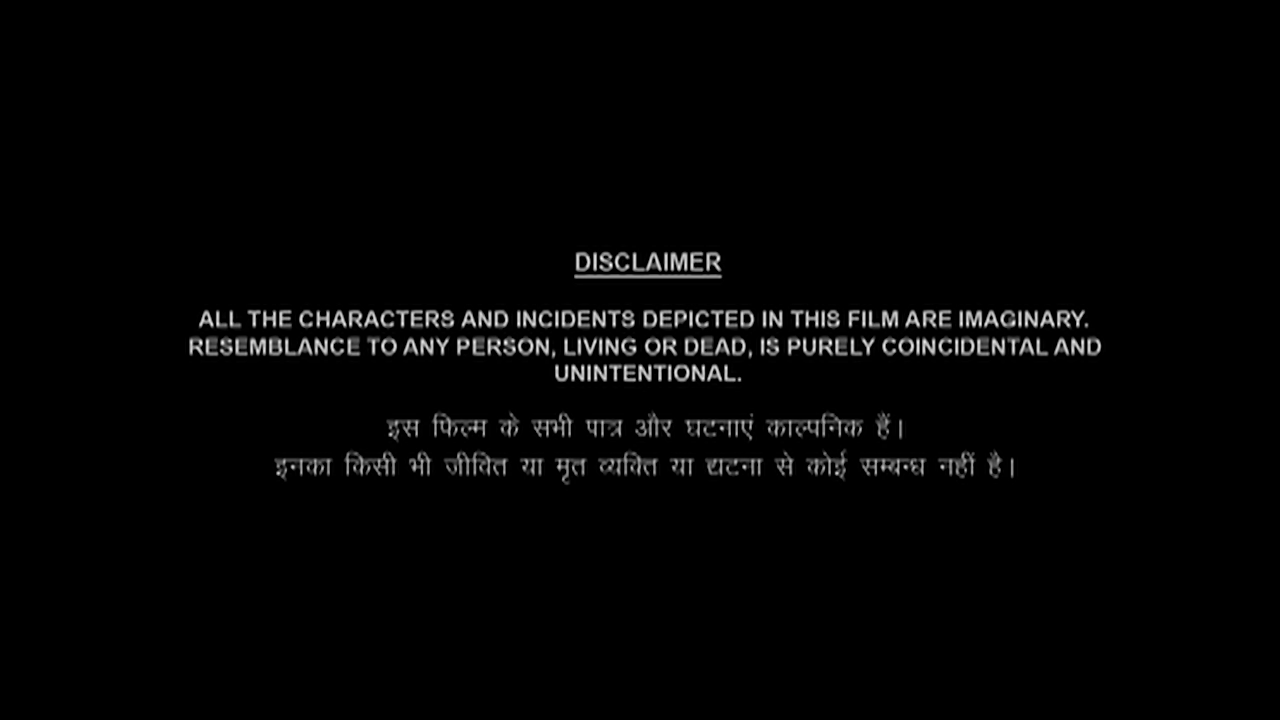 DISCLAIMER
ALL THE CHARACTERS AND INCIDENTS DEPICTED IN THIS FILM ARE IMAGINARY.
RESEMBLANCE TO ANY PERSON, LIVING OR DEAD, IS PURELY COINCIDENTAL AND
UNINTENTIONAL.
इस फिल्म के सभी पात्र और घटनाएं काल्पनिक हैं।
इनका किसी भी जीवित या मृत व्यक्ति या द्यटना से कोई सम्बन्ध नहीं है।